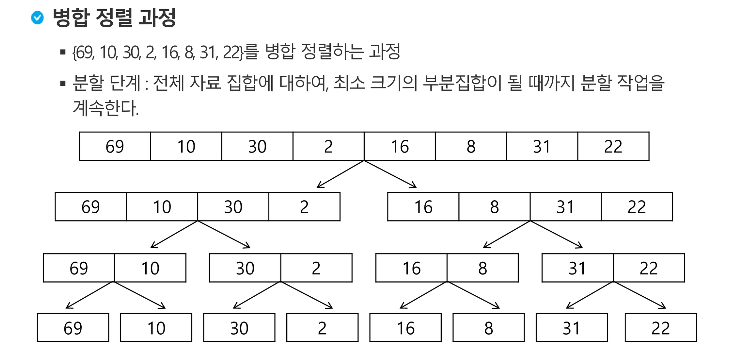 병합 정렬 과정
▪ {69, 10, 30, 2, 16, 8, 31, 22}를 병합 정렬하는 과정
▪ 분할 단계 : 전체 자료 집합에 대하여, 최소 크기의 부분집합이 될 때까지 분할 작업을
계속한다.
69 10 30 2 16 8 31 22
69 10 30 2 16 8 31 22
69 10 30 2 16 8 31 22
69 10 30 2 16 8 31 22